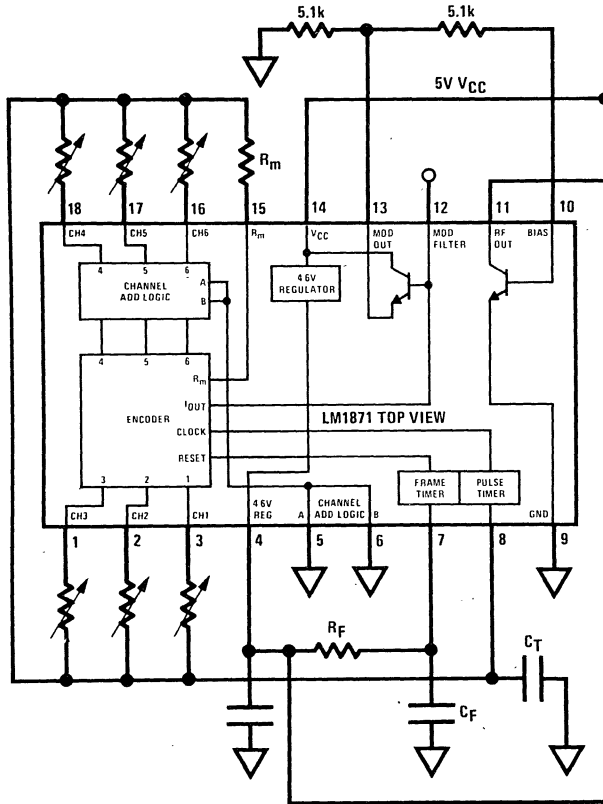 5.1k 5.1k
5V VCC
Rm
18 17 16 15 14 13 12 11 10
CH4 CH5 CH6 Rm VCC MOD OUT MOD FILTER RF OUT BIAS
4 5 6
A
CHANNEL ADD LOGIC
B
4 6V REGULATOR
4 5 6
Rm
IOUT
ENCODER
LM1871 TOP VIEW
CLOCK
RESET
FRAME TIMER
PULSE TIMER
3 2 1
CH3 CH2 CH1
4 6V REG
A CHANNEL ADD LOGIC B
GND
1 2 3 4 5 6 7 8 9
RF
CT
CF